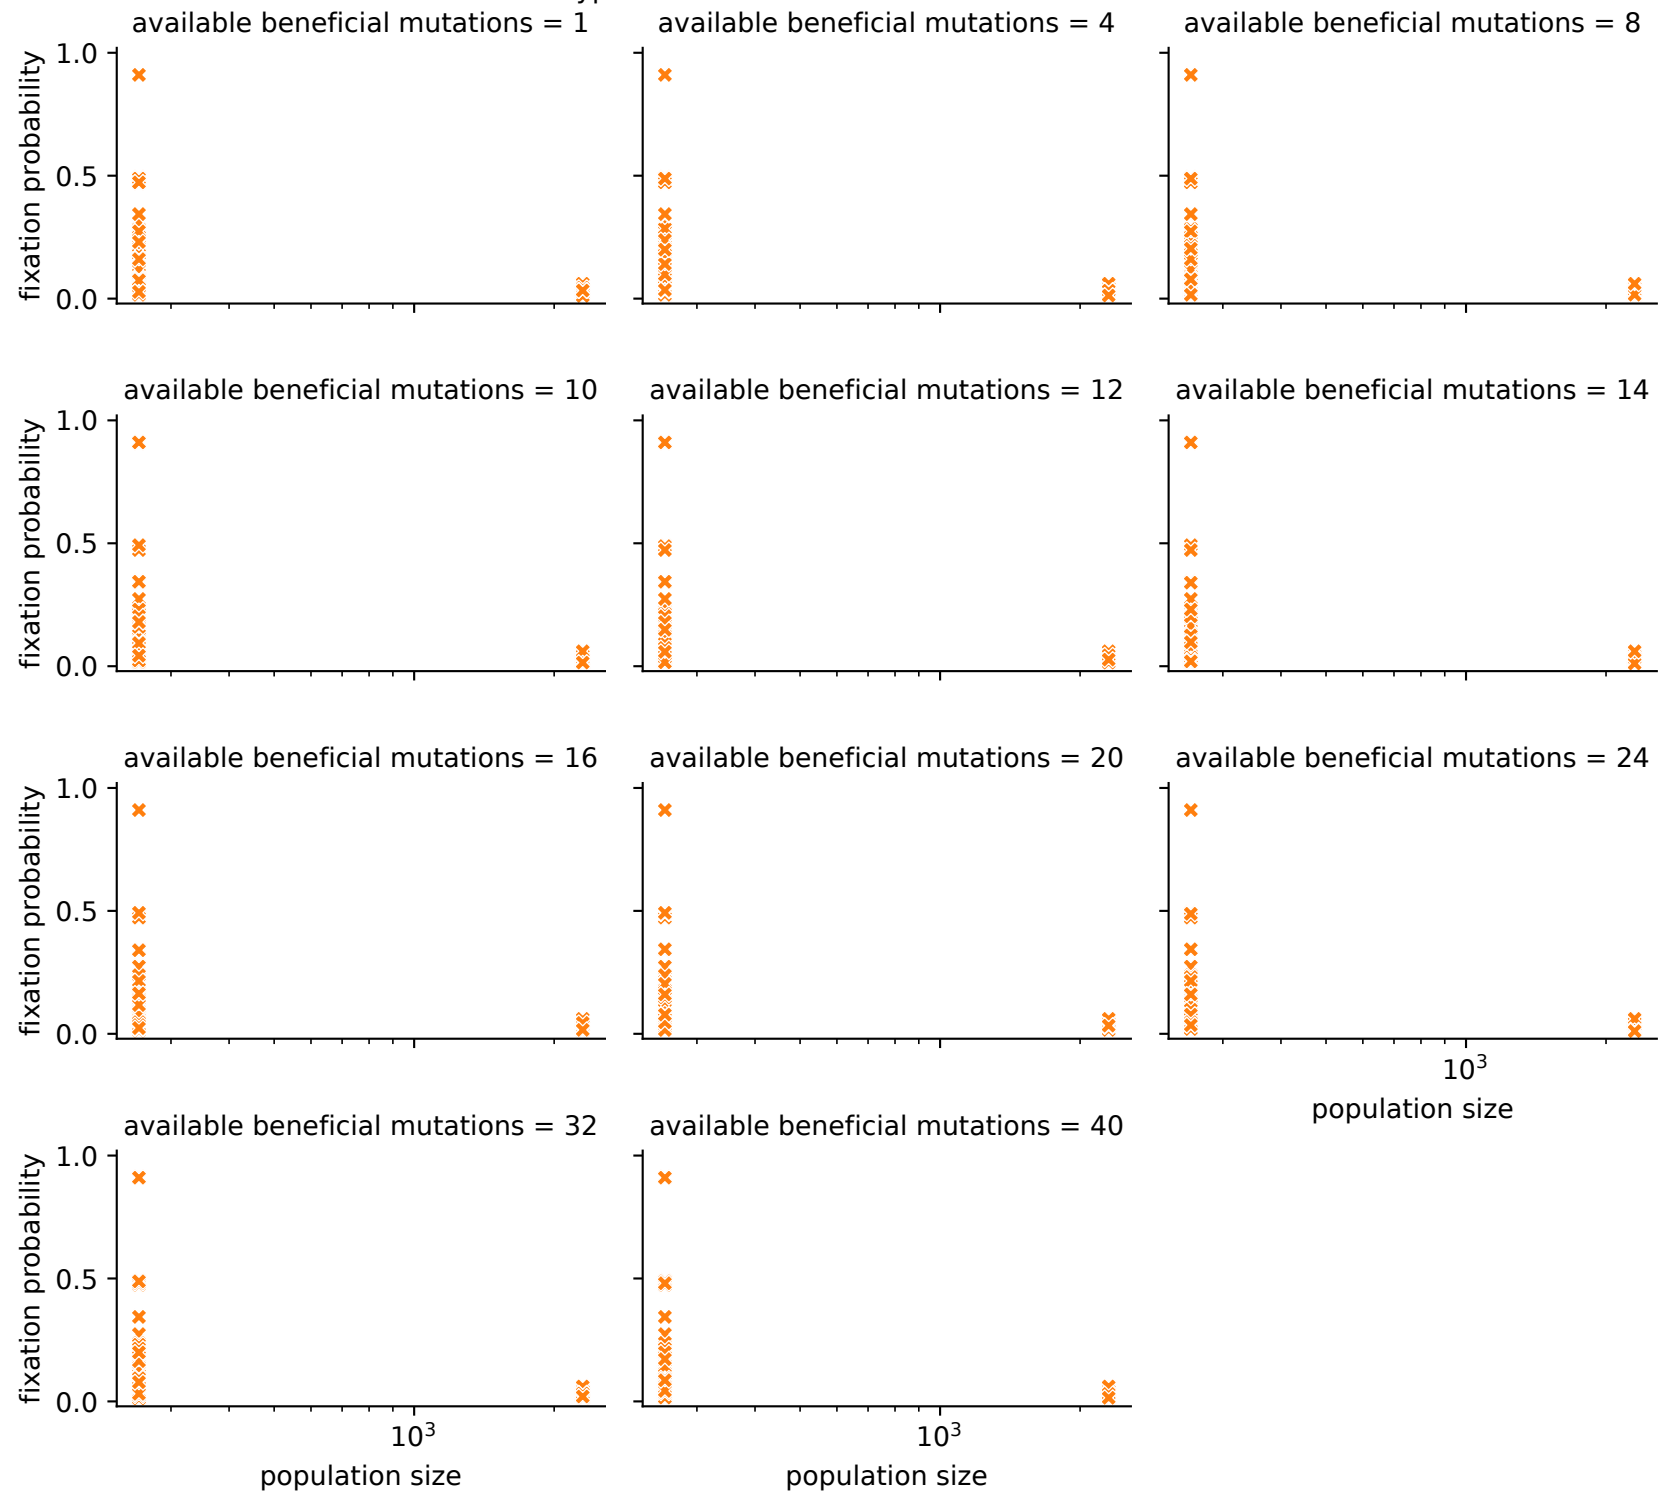 available beneficial mutations = 1
available beneficial mutations = 4
available beneficial mutations = 8
fixation probability
1.0
0.5
0.0
available beneficial mutations = 10
available beneficial mutations = 12
available beneficial mutations = 14
fixation probability
1.0
0.5
0.0
available beneficial mutations = 16
available beneficial mutations = 20
available beneficial mutations = 24
fixation probability
1.0
0.5
0.0
10³
population size
available beneficial mutations = 32
available beneficial mutations = 40
fixation probability
1.0
0.5
0.0
10³
10³
population size
population size